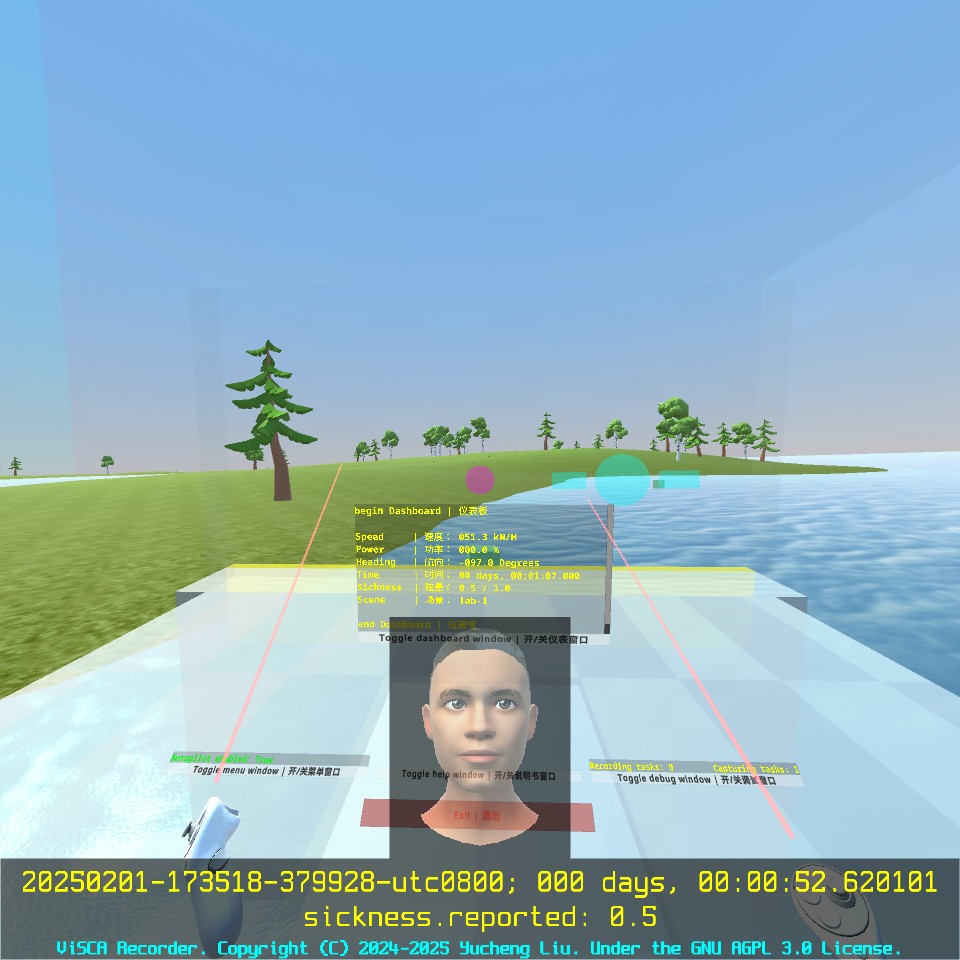 begin Dashboard | 仪表板
Speed | 速度： 051.3 kM/H
Power | 功率： 000.0 %
Heading | 方向： -097.0 Degrees
Time | 时间： 00 days, 00:01:07.000
Sickness | 眩晕： 0.5 / 1.0
Scene | 场景： lab-1
end Dashboard | 仪表板
Toggle dashboard window | 开/关仪表窗口
Autopilot enabled: True
Toggle menu window | 开/关菜单窗口
Toggle help window | 开/关说明书窗口
Recording tasks: 0 Capturing tasks: 1
Toggle debug window | 开/关调试窗口
Exit | 退出
20250201-173518-379928-utc0800; 000 days, 00:00:52.620101
sickness.reported: 0.5
ViSCA Recorder. Copyright (C) 2024-2025 Yucheng Liu. Under the GNU AGPL 3.0 License.